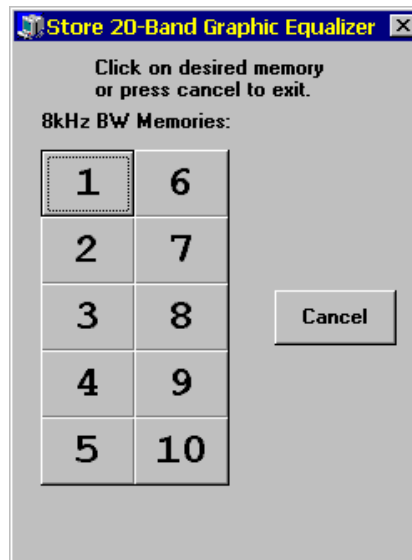 Store 20-Band Graphic Equalizer
Click on desired memory
or press cancel to exit.
8kHz BW Memories:
1 6
2 7
3 8 Cancel
4 9
5 10